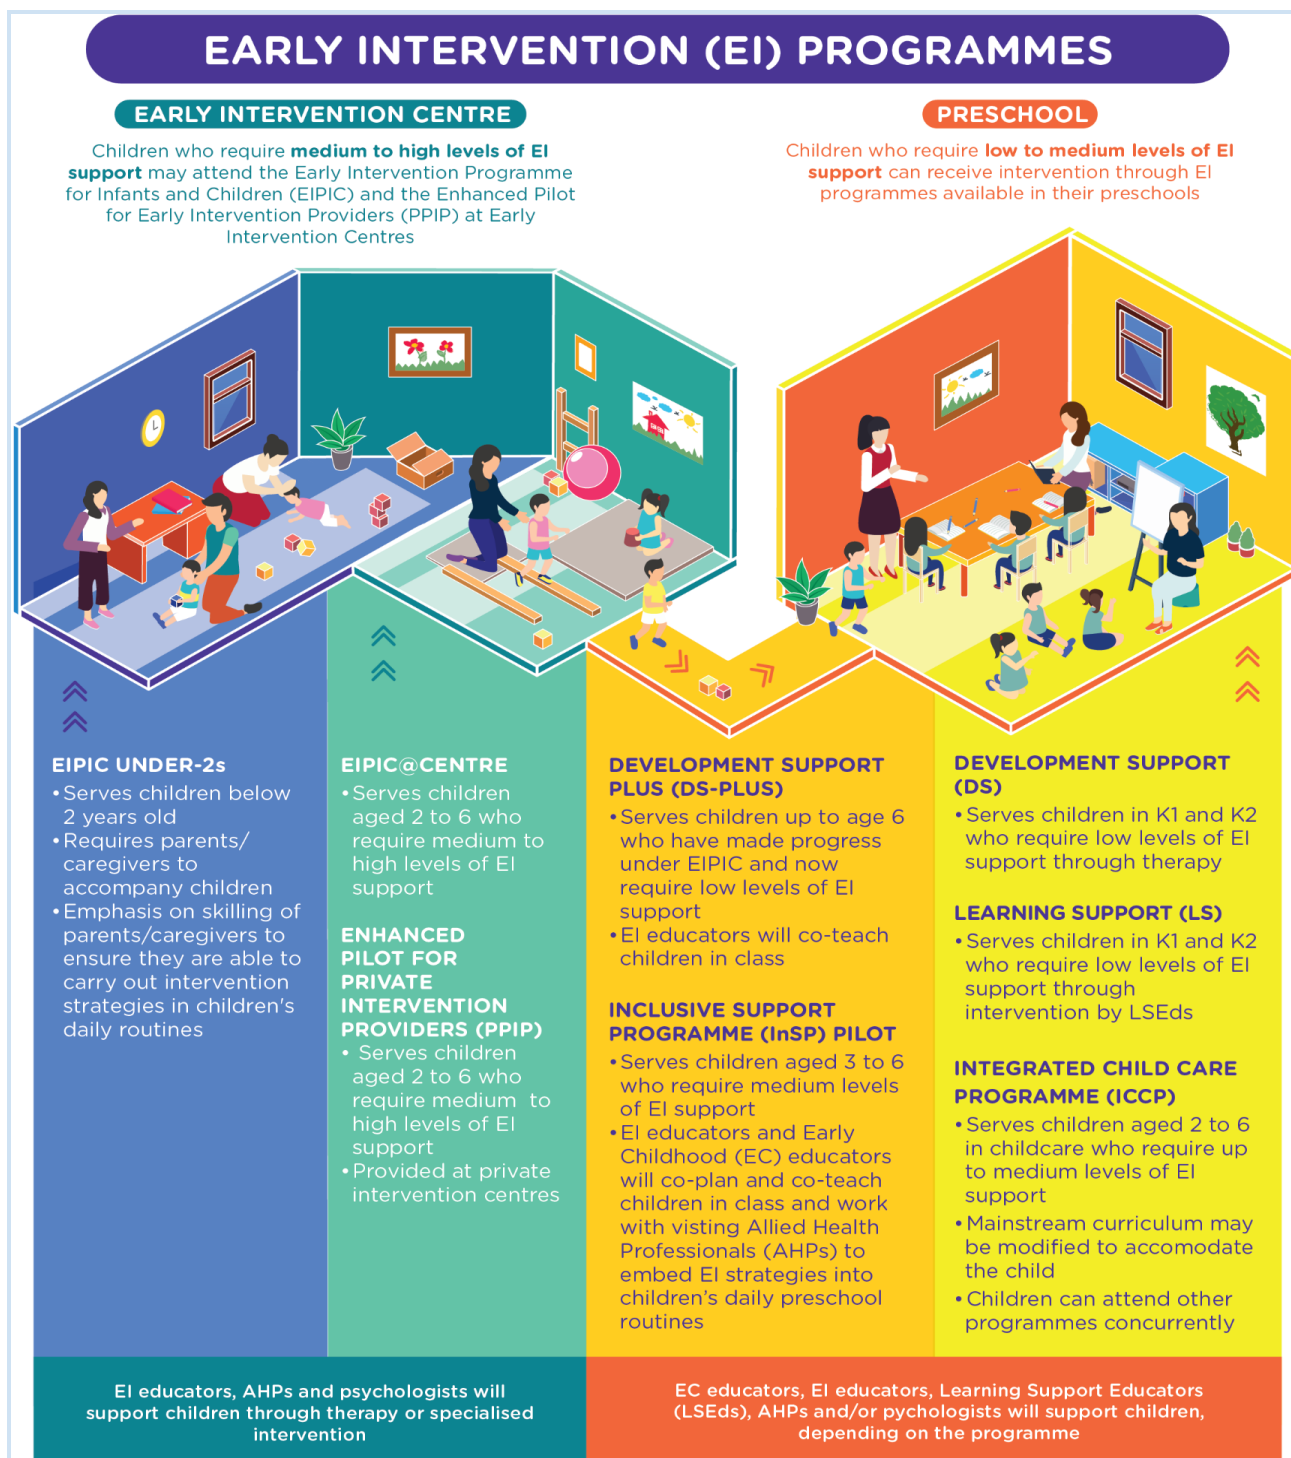 EARLY INTERVENTION (EI) PROGRAMMES
EARLY INTERVENTION CENTRE
Children who require medium to high levels of EI
support may attend the Early Intervention Programme
for Infants and Children (EIPIC) and the Enhanced Pilot
for Early Intervention Providers (PPIP) at Early
Intervention Centres
PRESCHOOL
Children who require low to medium levels of EI
support can receive intervention through EI
programmes available in their preschools
EIPIC UNDER-2s
• Serves children below
2 years old
• Requires parents/
caregivers to
accompany children
• Emphasis on skilling of
parents/caregivers to
ensure they are able to
carry out intervention
strategies in children's
daily routines
EIPIC@CENTRE
• Serves children
aged 2 to 6 who
require medium to
high levels of EI
support
ENHANCED
PILOT FOR
PRIVATE
INTERVENTION
PROVIDERS (PPIP)
• Serves children
aged 2 to 6 who
require medium to
high levels of EI
support
• Provided at private
intervention centres
DEVELOPMENT SUPPORT
PLUS (DS-PLUS)
• Serves children up to age 6
who have made progress
under EIPIC and now
require low levels of EI
support
• EI educators will co-teach
children in class
INCLUSIVE SUPPORT
PROGRAMME (InSP) PILOT
• Serves children aged 3 to 6
who require medium levels
of EI support
• EI educators and Early
Childhood (EC) educators
will co-plan and co-teach
children in class and work
with visting Allied Health
Professionals (AHPs) to
embed EI strategies into
children’s daily preschool
routines
DEVELOPMENT SUPPORT
(DS)
• Serves children in K1 and K2
who require low levels of EI
support through therapy
LEARNING SUPPORT (LS)
• Serves children in K1 and K2
who require low levels of EI
support through
intervention by LSEds
INTEGRATED CHILD CARE
PROGRAMME (ICCP)
• Serves children aged 2 to 6
in childcare who require up
to medium levels of EI
support
• Mainstream curriculum may
be modified to accomodate
the child
• Children can attend other
programmes concurrently
EI educators, AHPs and psychologists will
support children through therapy or specialised
intervention
EC educators, EI educators, Learning Support Educators
(LSEds), AHPs and/or pychologists will support children,
depending on the programme